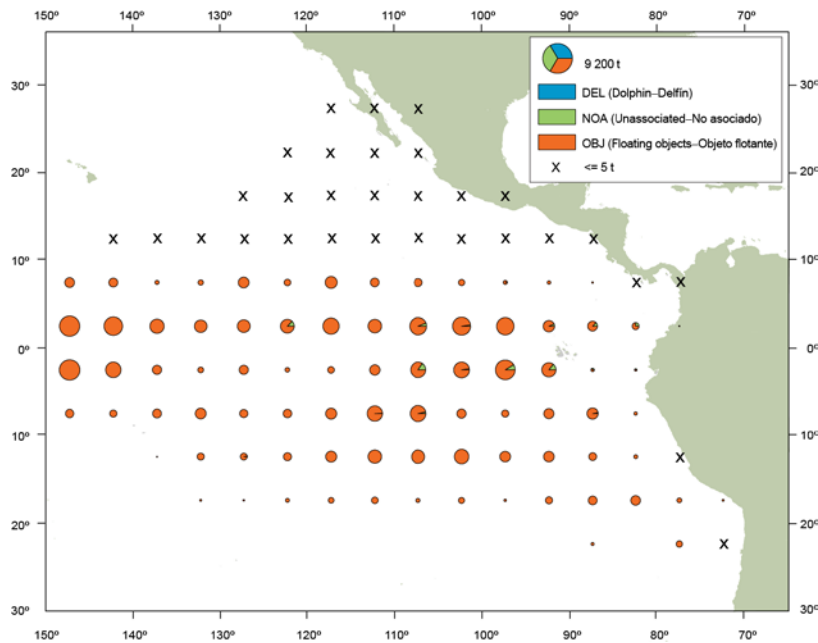 150º 140º 130º 120º 110º 100º 90º 80º 70º
30º 30º
20º 20º
10º 10º
0º 0º
10º 10º
20º 20º
30º 30º
150º 140º 130º 120º 110º 100º 90º 80º 70º
9 200 t
DEL (Dolphin–Delfín)
NOA (Unassociated–No asociado)
OBJ (Floating objects–Objeto flotante)
X <= 5 t
X X X
X X X X
X X X X X X X
X X X X X X X X X X X X
X X
X
X